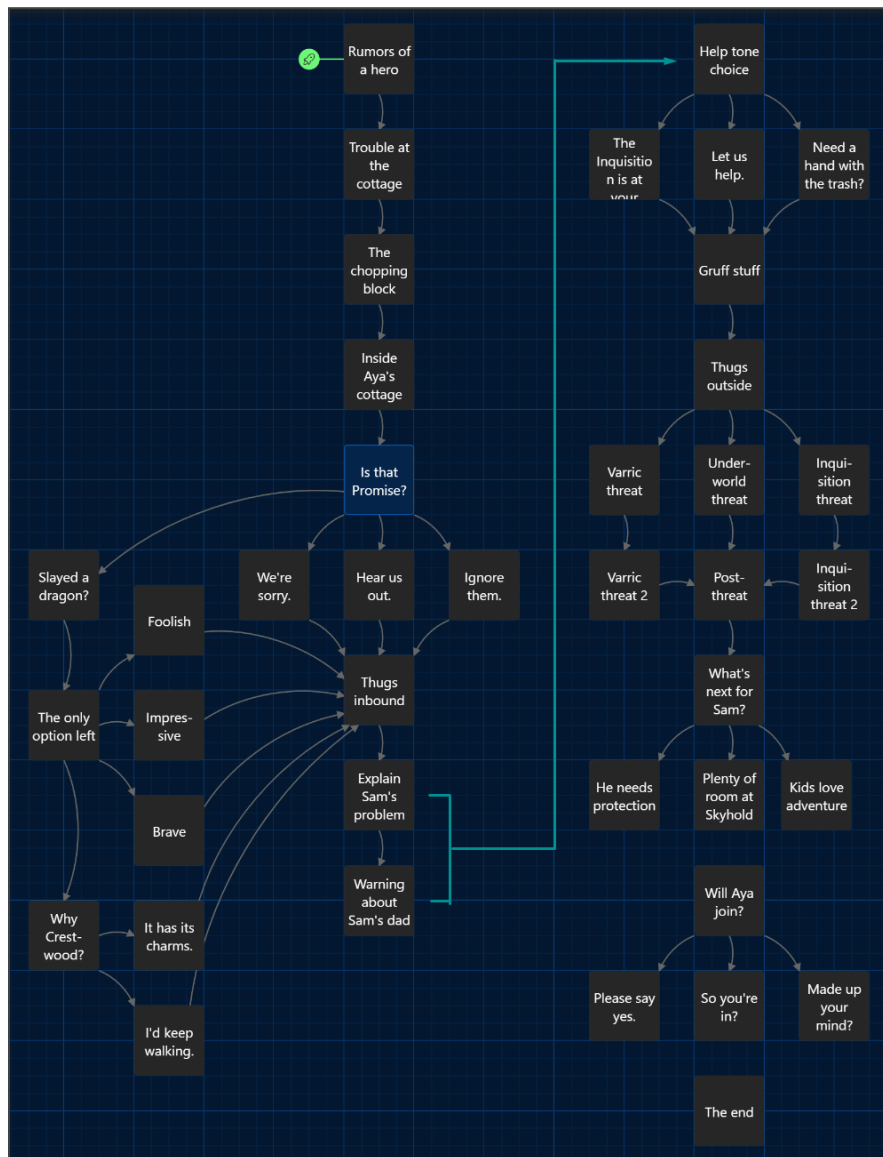 Rumors of
a hero
Trouble at
the
cottage
The
chopping
block
Inside
Aya's
cottage
Is that
Promise?
Slayed a
dragon?
We're
sorry.
Hear us
out.
Ignore
them.
Foolish
The only
option left
Impres-
sive
Brave
Thugs
inbound
Explain
Sam's
problem
Warning
about
Sam's dad
Why
Crest-
wood?
It has its
charms.
I'd keep
walking.
Help tone
choice
The
Inquisitio
n is at
your
Let us
help.
Need a
hand with
the trash?
Gruff stuff
Thugs
outside
Varric
threat
Under-
world
threat
Inqui-
sition
threat
Varric
threat 2
Post-
threat
Inqui-
sition
threat 2
What's
next for
Sam?
He needs
protection
Plenty of
room at
Skyhold
Kids love
adventure
Will Aya
join?
Please say
yes.
So you're
in?
Made up
your
mind?
The end